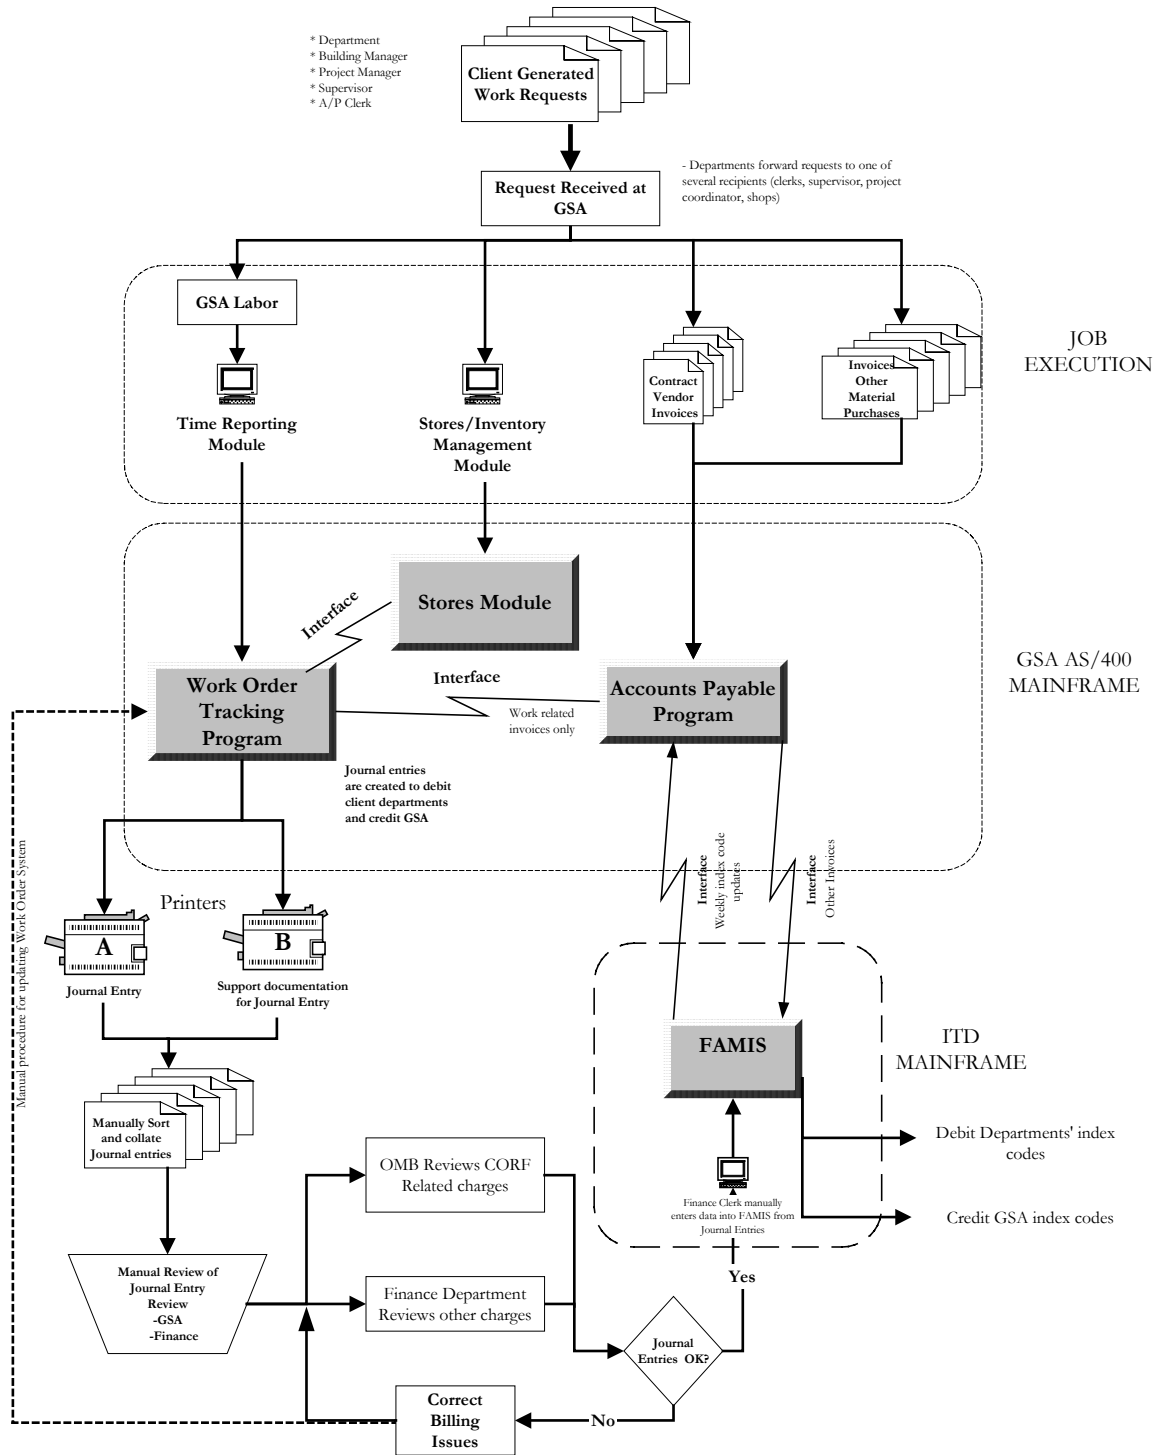 * Department
* Building Manager
* Project Manager
* Supervisor
* A/P Clerk
Client Generated
Work Requests
Request Received at
GSA
- Departments forward requests to one of
several recipients (clerks, supervisor, project
coordinator, shops)
GSA Labor
Time Reporting
Module
Stores/Inventory
Management
Module
Contract
Vendor
Invoices
Invoices
Other
Material
Purchases
JOB
EXECUTION
Stores Module
Interface
Work Order
Tracking
Program
Interface
Work related
invoices only
Accounts Payable
Program
GSA AS/400
MAINFRAME
Journal entries
are created to debit
client departments
and credit GSA
Manual procedure for updating Work Order System
Printers
A
Journal Entry
B
Support documentation
for Journal Entry
Interface
Weekly index code
updates
Interface
Other Invoices
FAMIS
ITD
MAINFRAME
Manually Sort
and collate
Journal entries
Finance Clerk manually
enters data into FAMIS from
Journal Entries
Debit Departments' index
codes
Credit GSA index codes
OMB Reviews CORF
Related charges
Manual Review of
Journal Entry
Review
-GSA
-Finance
Finance Department
Reviews other charges
Yes
Journal
Entries OK?
No
Correct
Billing
Issues